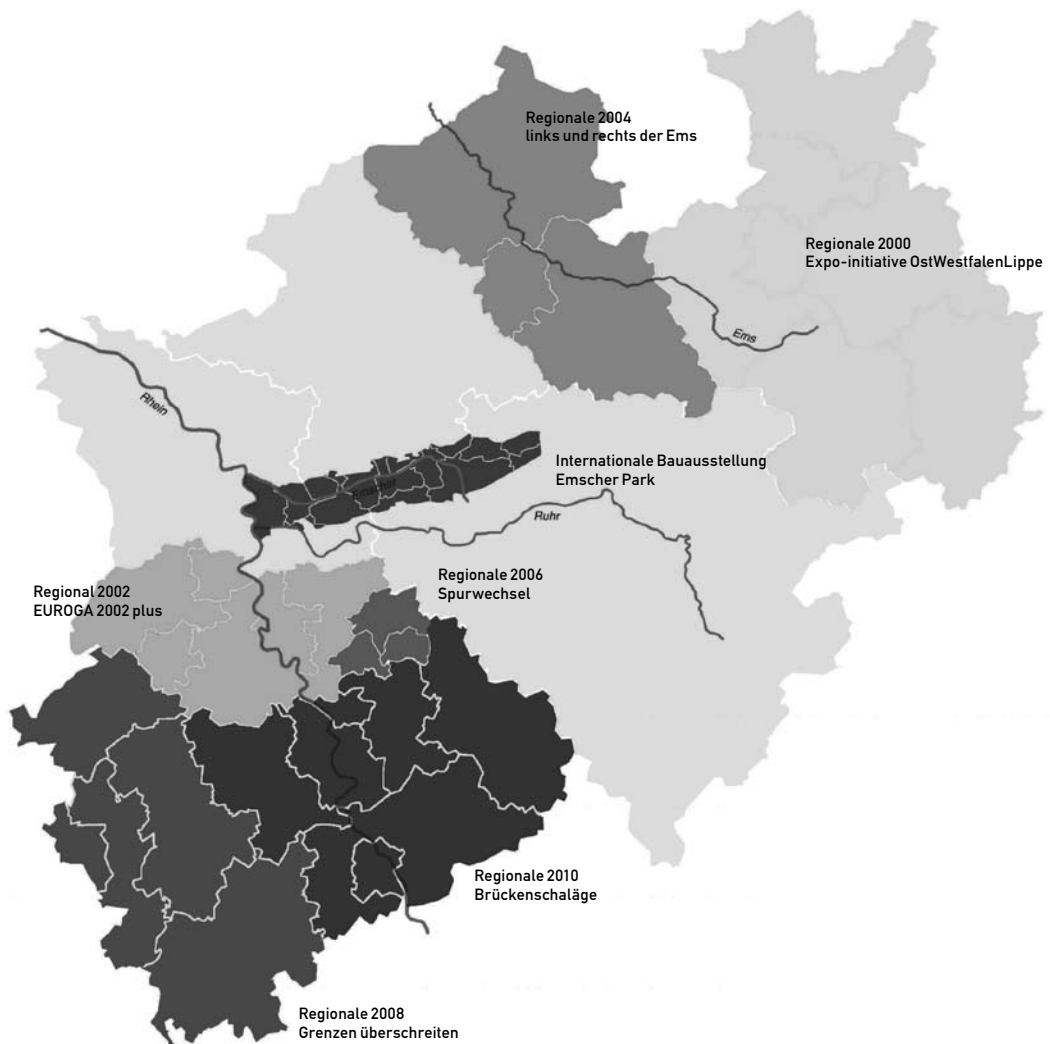 Regionale 2004
links und rechts der Ems
Regionale 2000
Expo-initiative OstWestfalenLippe
Ems
Rhein
Internationale Bauausstellung
Emscher Park
Emscher
Ruhr
Regionale 2006
Spurwechsel
Regional 2002
EUROGA 2002 plus
Regionale 2010
Brückenschaläge
Regionale 2008
Grenzen überschreiten